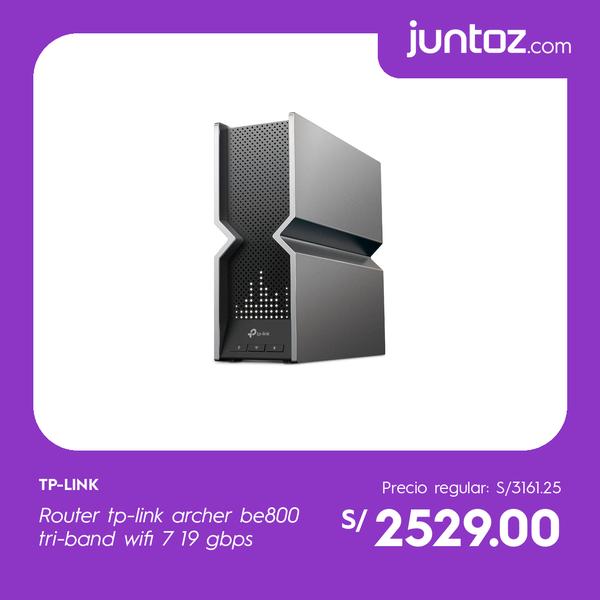 juntoz.com
tp-link
TP-LINK
Router tp-link archer be800
tri-band wifi 7 19 gbps
Precio regular: S/3161.25
S/ 2529.00